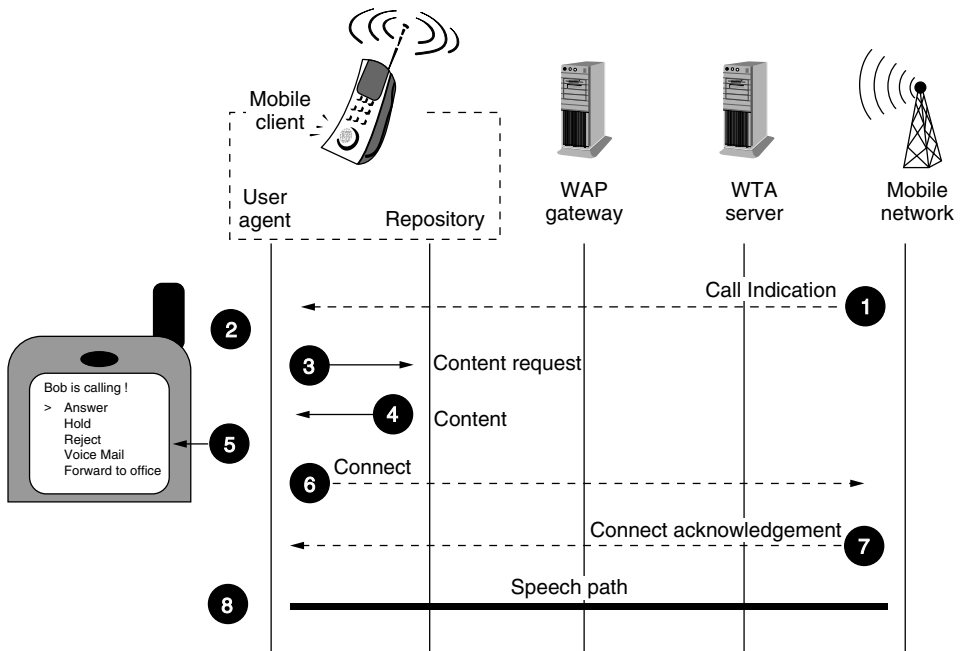 Mobile
client
User
agent
Repository
WAP
gateway
WTA
server
Mobile
network
Call Indication
1
2
3
Content request
4
Content
Bob is calling !
> Answer
Hold
Reject
Voice Mail
Forward to office
5
6
Connect
Connect acknowledgement
7
8
Speech path